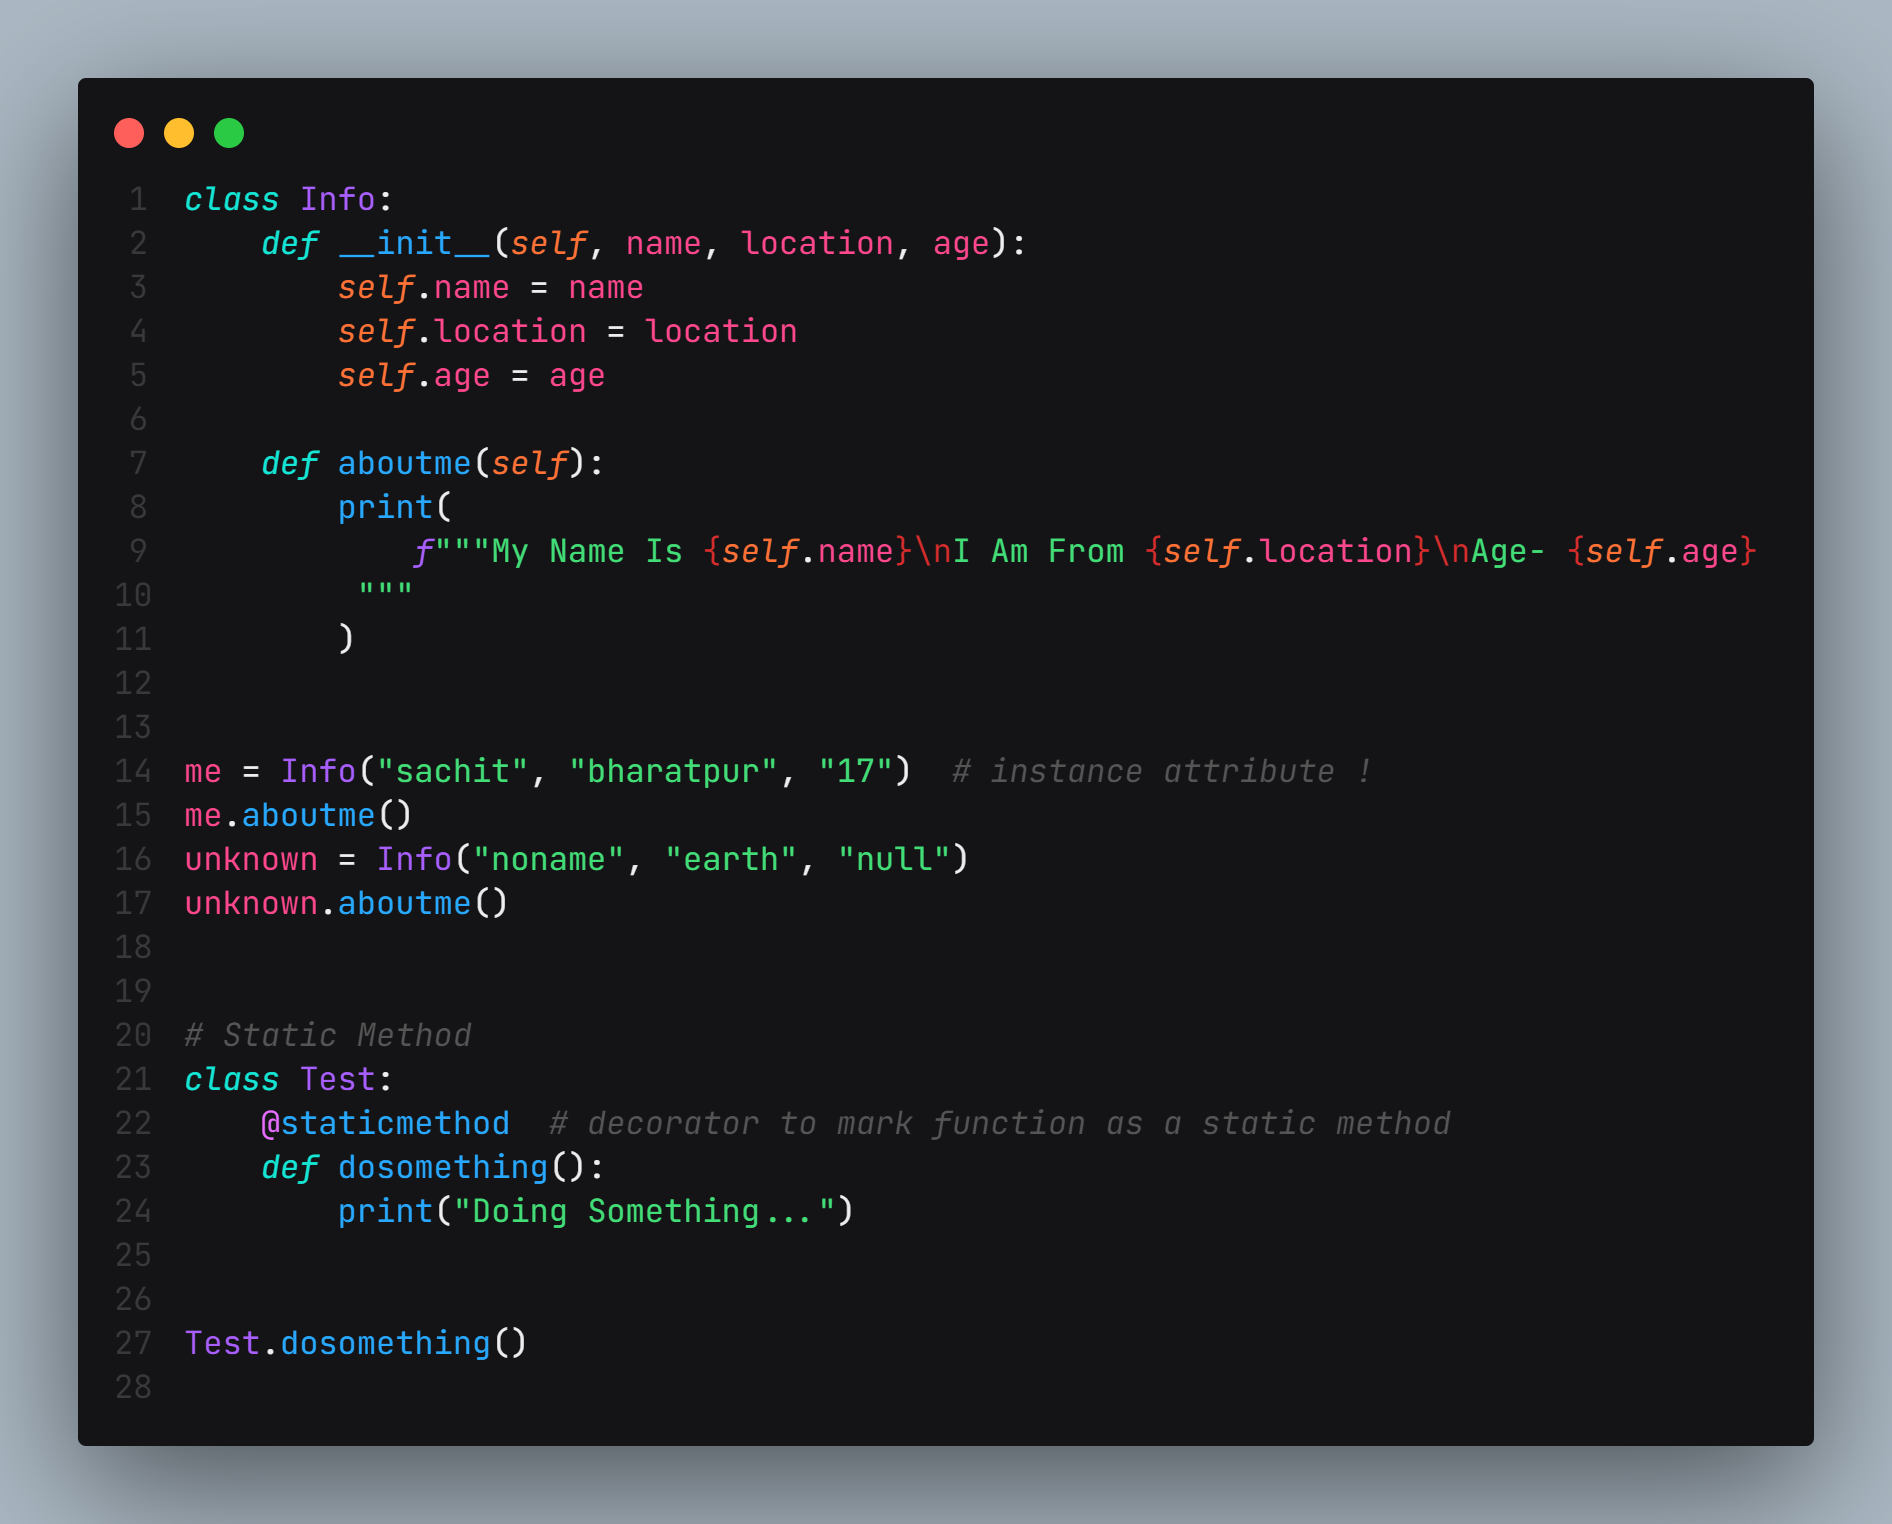 1 class Info:
2     def __init__(self, name, location, age):
3         self.name = name
4         self.location = location
5         self.age = age
6
7     def aboutme(self):
8         print(
9             f"""My Name Is {self.name}\nI Am From {self.location}\nAge- {self.age}
10          """
11         )
12
13
14 me = Info("sachit", "bharatpur", "17")  # instance attribute !
15 me.aboutme()
16 unknown = Info("noname", "earth", "null")
17 unknown.aboutme()
18
19
20 # Static Method
21 class Test:
22     @staticmethod  # decorator to mark function as a static method
23     def dosomething():
24         print("Doing Something...")
25
26
27 Test.dosomething()
28